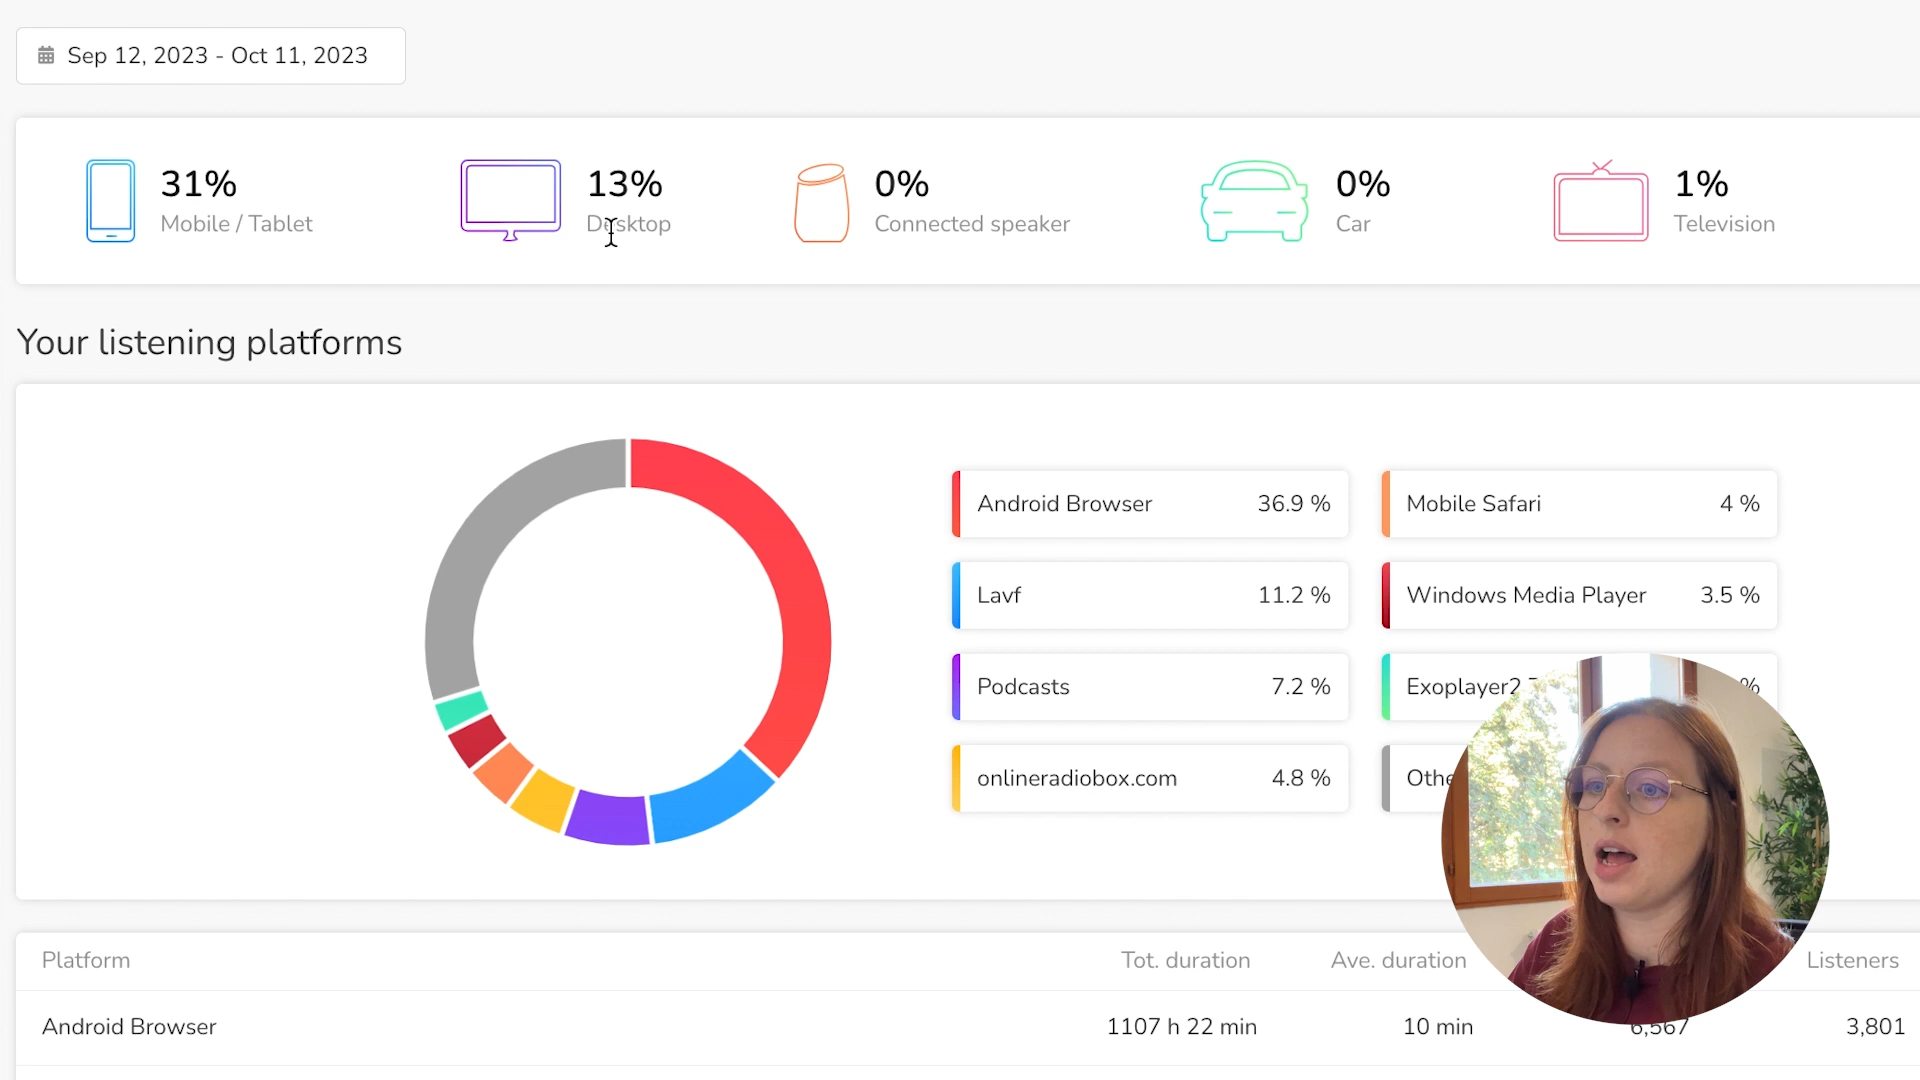 Sep 12, 2023 - Oct 11, 2023
31%
Mobile / Tablet
13%
Desktop
0%
Connected speaker
0%
Car
1%
Television
Your listening platforms
Android Browser 36.9 %
Mobile Safari 4 %
Lavf 11.2 %
Windows Media Player 3.5 %
Podcasts 7.2 %
Exoplayer2 %
onlineradiobox.com 4.8 %
Platform Tot. duration Ave. duration Listeners
Android Browser 1107 h 22 min 10 min 6,567 3,801